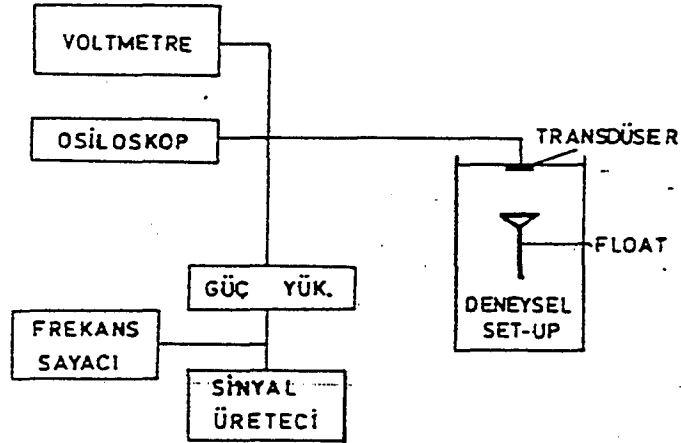 VOLTMETRE
OSİLOSKOP
TRANSDÜSER
FLOAT
DENEYSEL
SET-UP
GÜÇ YÜK.
FREKANS
SAYACI
SİNYAL
ÜRETECİ